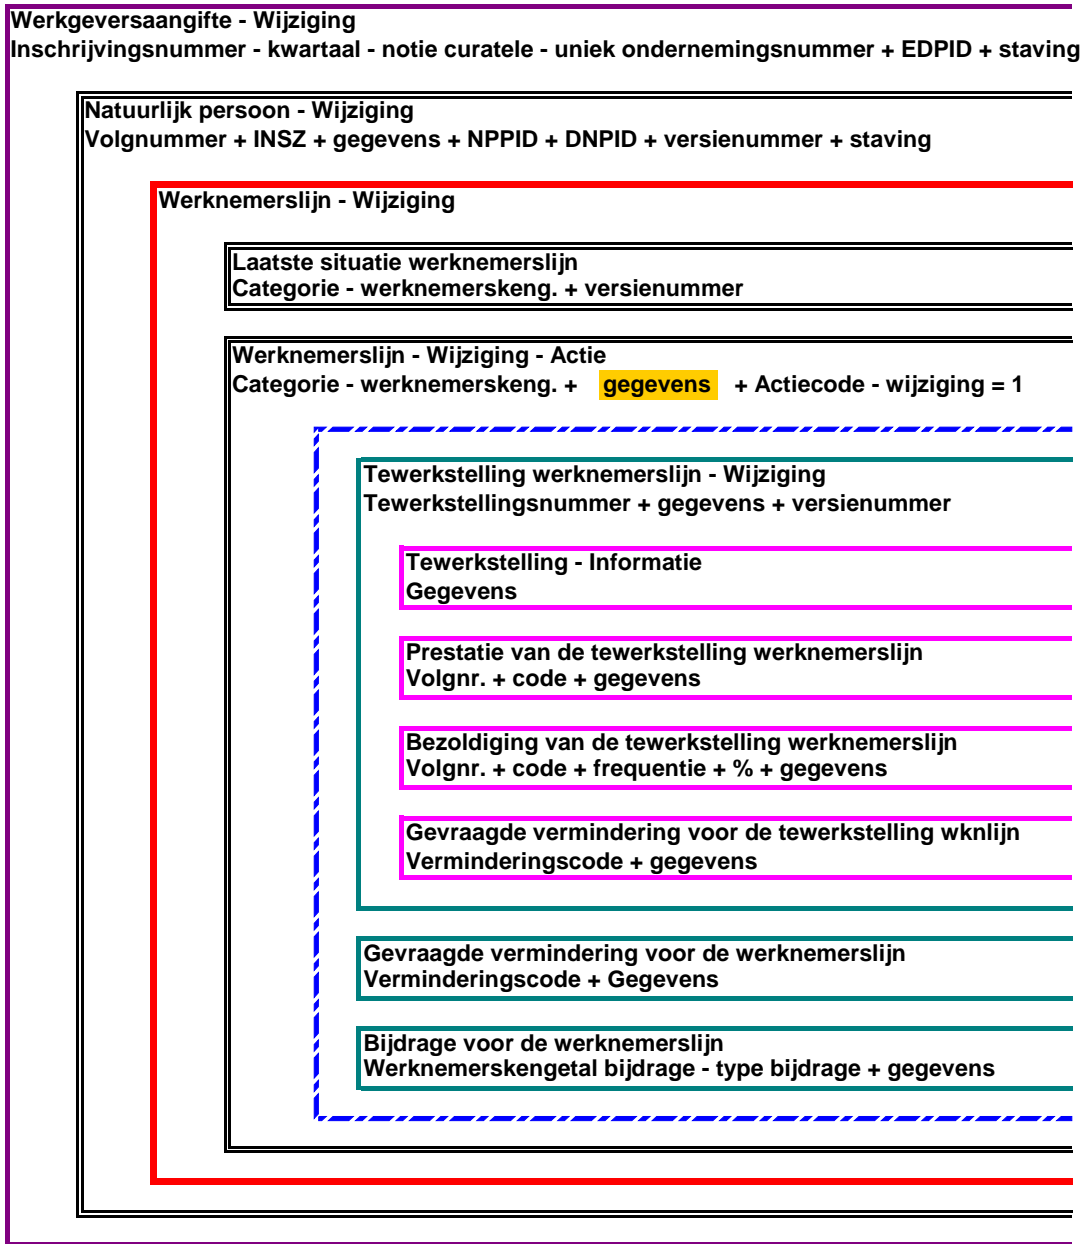 Werkgeversaangifte - Wijziging
Inschrijvingsnummer - kwartaal - notie curatele - uniek ondernemingsnummer + EDPID + staving
Natuurlijk persoon - Wijziging
Volgnummer + INSZ + gegevens + NPPID + DNPID + versienummer + staving
Werknemerslijn - Wijziging
Laatste situatie werknemerslijn
Categorie - werknemerskeng. + versienummer
Werknemerslijn - Wijziging - Actie
Categorie - werknemerskeng. + gegevens + Actiecode - wijziging = 1
Tewerkstelling werknemerslijn - Wijziging
Tewerkstellingsnummer + gegevens + versienummer
Tewerkstelling - Informatie
Gegevens
Prestatie van de tewerkstelling werknemerslijn
Volgnr. + code + gegevens
Bezoldiging van de tewerkstelling werknemerslijn
Volgnr. + code + frequentie + % + gegevens
Gevraagde vermindering voor de tewerkstelling wknlijn
Verminderingscode + gegevens
Gevraagde vermindering voor de werknemerslijn
Verminderingscode + Gegevens
Bijdrage voor de werknemerslijn
Werknemerskengetal bijdrage - type bijdrage + gegevens